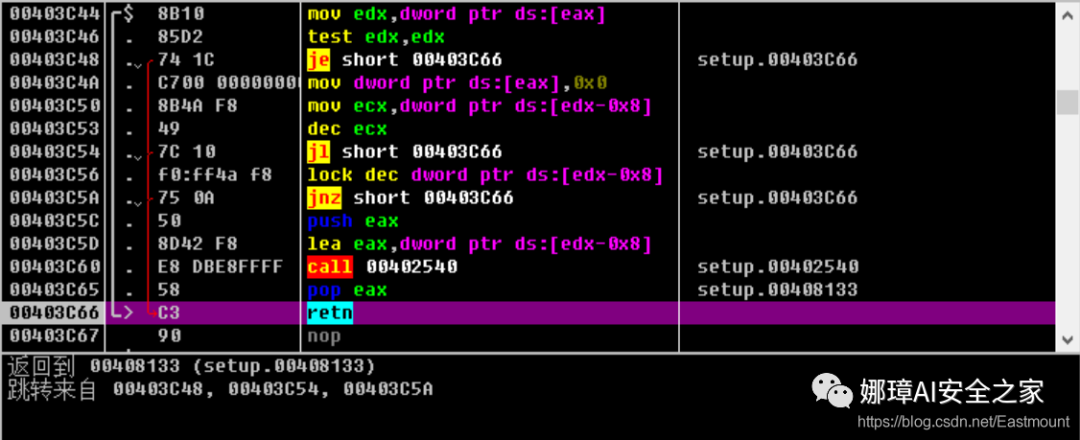 00403C44 $ 8B10 mov edx,dword ptr ds:[eax]
00403C46 . 85D2 test edx,edx
00403C48 . 74 1C je short 00403C66 setup.00403C66
00403C4A . C700 00000000 mov dword ptr ds:[eax],0x0
00403C50 . 8B4A F8 mov ecx,dword ptr ds:[edx-0x8]
00403C53 . 49 dec ecx
00403C54 . 7C 10 jl short 00403C66 setup.00403C66
00403C56 . f0:ff4a f8 lock dec dword ptr ds:[edx-0x8]
00403C5A . 75 0A jnz short 00403C66 setup.00403C66
00403C5C . 50 push eax
00403C5D . 8D42 F8 lea eax,dword ptr ds:[edx-0x8]
00403C60 . E8 DBE8FFFF call 00402540 setup.00402540
00403C65 . 58 pop eax setup.00408133
00403C66 > C3 retn
00403C67 90 nop
返回到 00408133 (setup.00408133)
跳转来自 00403C48, 00403C54, 00403C5A
娜璋AI安全之家
https://blog.csdn.net/Eastmount